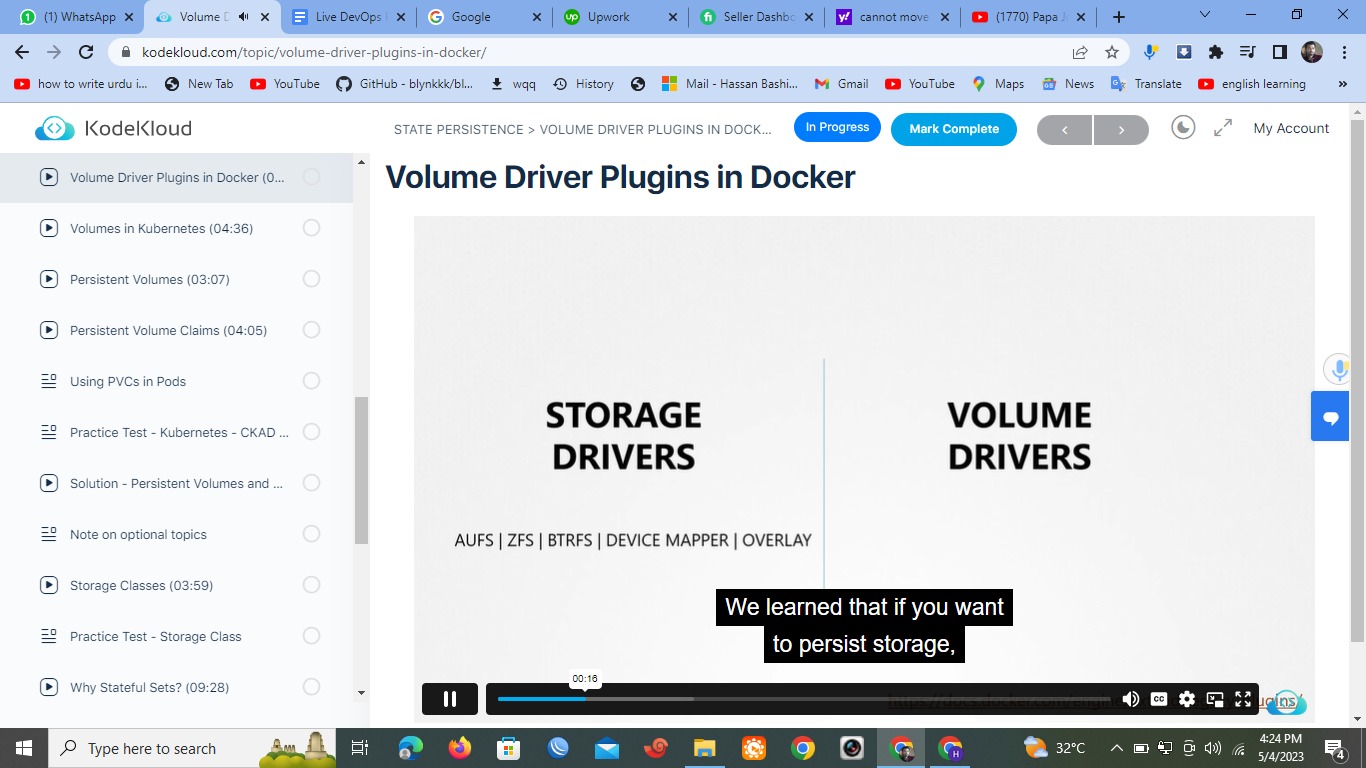 (1) WhatsApp
Volume D
Live DevOps
Google
Upwork
Seller Dashbo
cannot move
(1770) Papa J
kodekloud.com/topic/volume-driver-plugins-in-docker/
how to write urdu i...
New Tab
YouTube
GitHub - blynkkk/bl...
wqq
History
Mail - Hassan Bashi...
Gmail
YouTube
Maps
News
Translate
english learning
»
KodeKloud
STATE PERSISTENCE > VOLUME DRIVER PLUGINS IN DOCK...
In Progress
Mark Complete
My Account
Volume Driver Plugins in Docker (0...
Volumes in Kubernetes (04:36)
Persistent Volumes (03:07)
Persistent Volume Claims (04:05)
Using PVCs in Pods
Practice Test - Kubernetes - CKAD ...
Solution - Persistent Volumes and ...
Note on optional topics
Storage Classes (03:59)
Practice Test - Storage Class
Why Stateful Sets? (09:28)
Volume Driver Plugins in Docker
STORAGE
DRIVERS
VOLUME
DRIVERS
AUFS | ZFS | BTRFS | DEVICE MAPPER | OVERLAY
We learned that if you want
to persist storage,
00:16
https://docs.docker.com/engine
CC
Type here to search
32°C
4:24 PM
5/4/2023
4